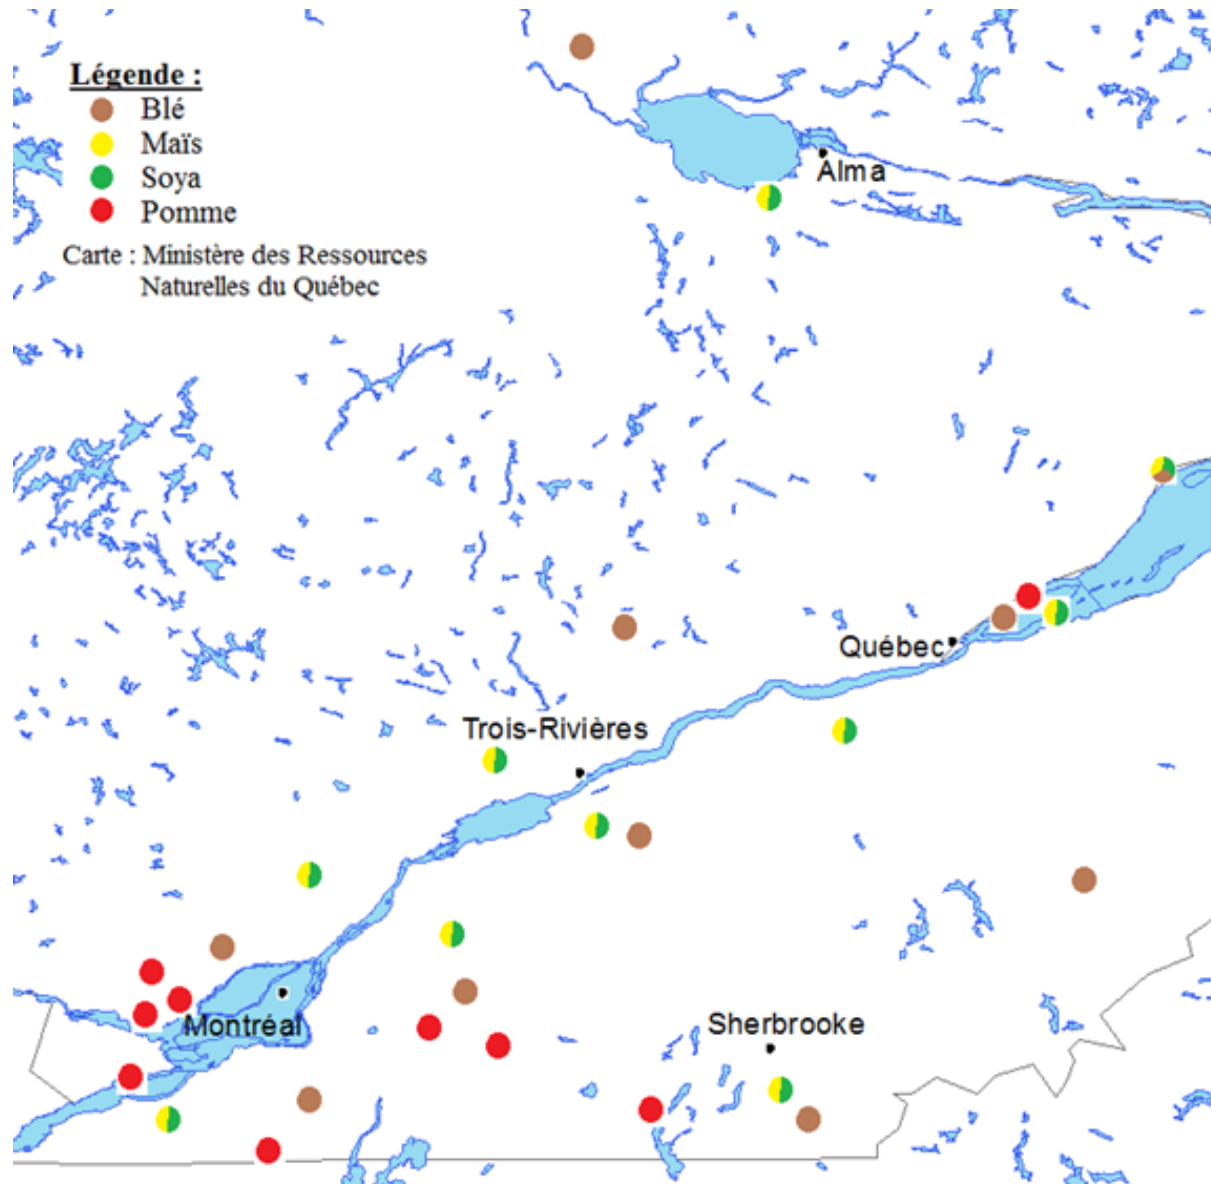 Légende :
Blé
Maïs
Soya
Pomme
Carte : Ministère des Ressources
Naturelles du Québec
Alma
Québec
Trois-Rivières
Montréal
Sherbrooke